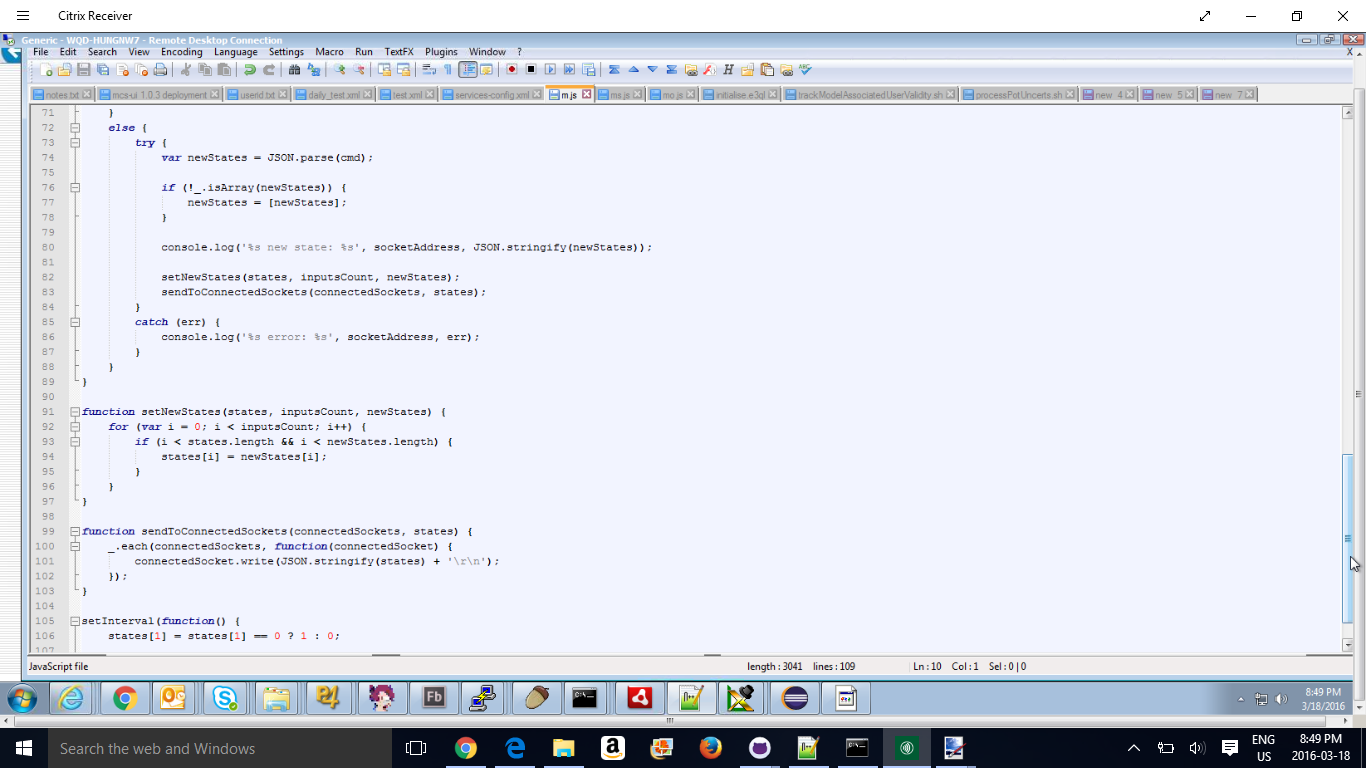 Citrix Receiver
Generic - WQD-HUNGNW7 - Remote Desktop Connection
File Edit Search View Encoding Language Settings Macro Run TextFX Plugins Window ? X
notes.txt mcs-ui 1.0.3 deployment userid.txt daily_test.xml test.xml services-config.xml m.js ms.js mo.js initialise.e3ql trackModelAssociatedUserValidity.sh processPotUncerts.sh new 4 new 5 new 7
71 }
72 else {
73 try {
74 var newStates = JSON.parse(cmd);
75
76 if (!_.isArray(newStates)) {
77 newStates = [newStates];
78 }
79
80 console.log('%s new state: %s', socketAddress, JSON.stringify(newStates));
81
82 setNewStates(states, inputsCount, newStates);
83 sendToConnectedSockets(connectedSockets, states);
84 }
85 catch (err) {
86 console.log('%s error: %s', socketAddress, err);
87 }
88 }
89 }
90
91 function setNewStates(states, inputsCount, newStates) {
92 for (var i = 0; i < inputsCount; i++) {
93 if (i < states.length && i < newStates.length) {
94 states[i] = newStates[i];
95 }
96 }
97 }
98
99 function sendToConnectedSockets(connectedSockets, states) {
100 _.each(connectedSockets, function(connectedSocket) {
101 connectedSocket.write(JSON.stringify(states) + '\r\n');
102 });
103 }
104
105 setInterval(function() {
106 states[1] = states[1] == 0 ? 1 : 0;
107
JavaScript file length : 3041 lines : 109 Ln : 10 Col : 1 Sel : 0 | 0
Fb
8:49 PM
3/18/2016
Search the web and Windows
ENG
US
8:49 PM
2016-03-18